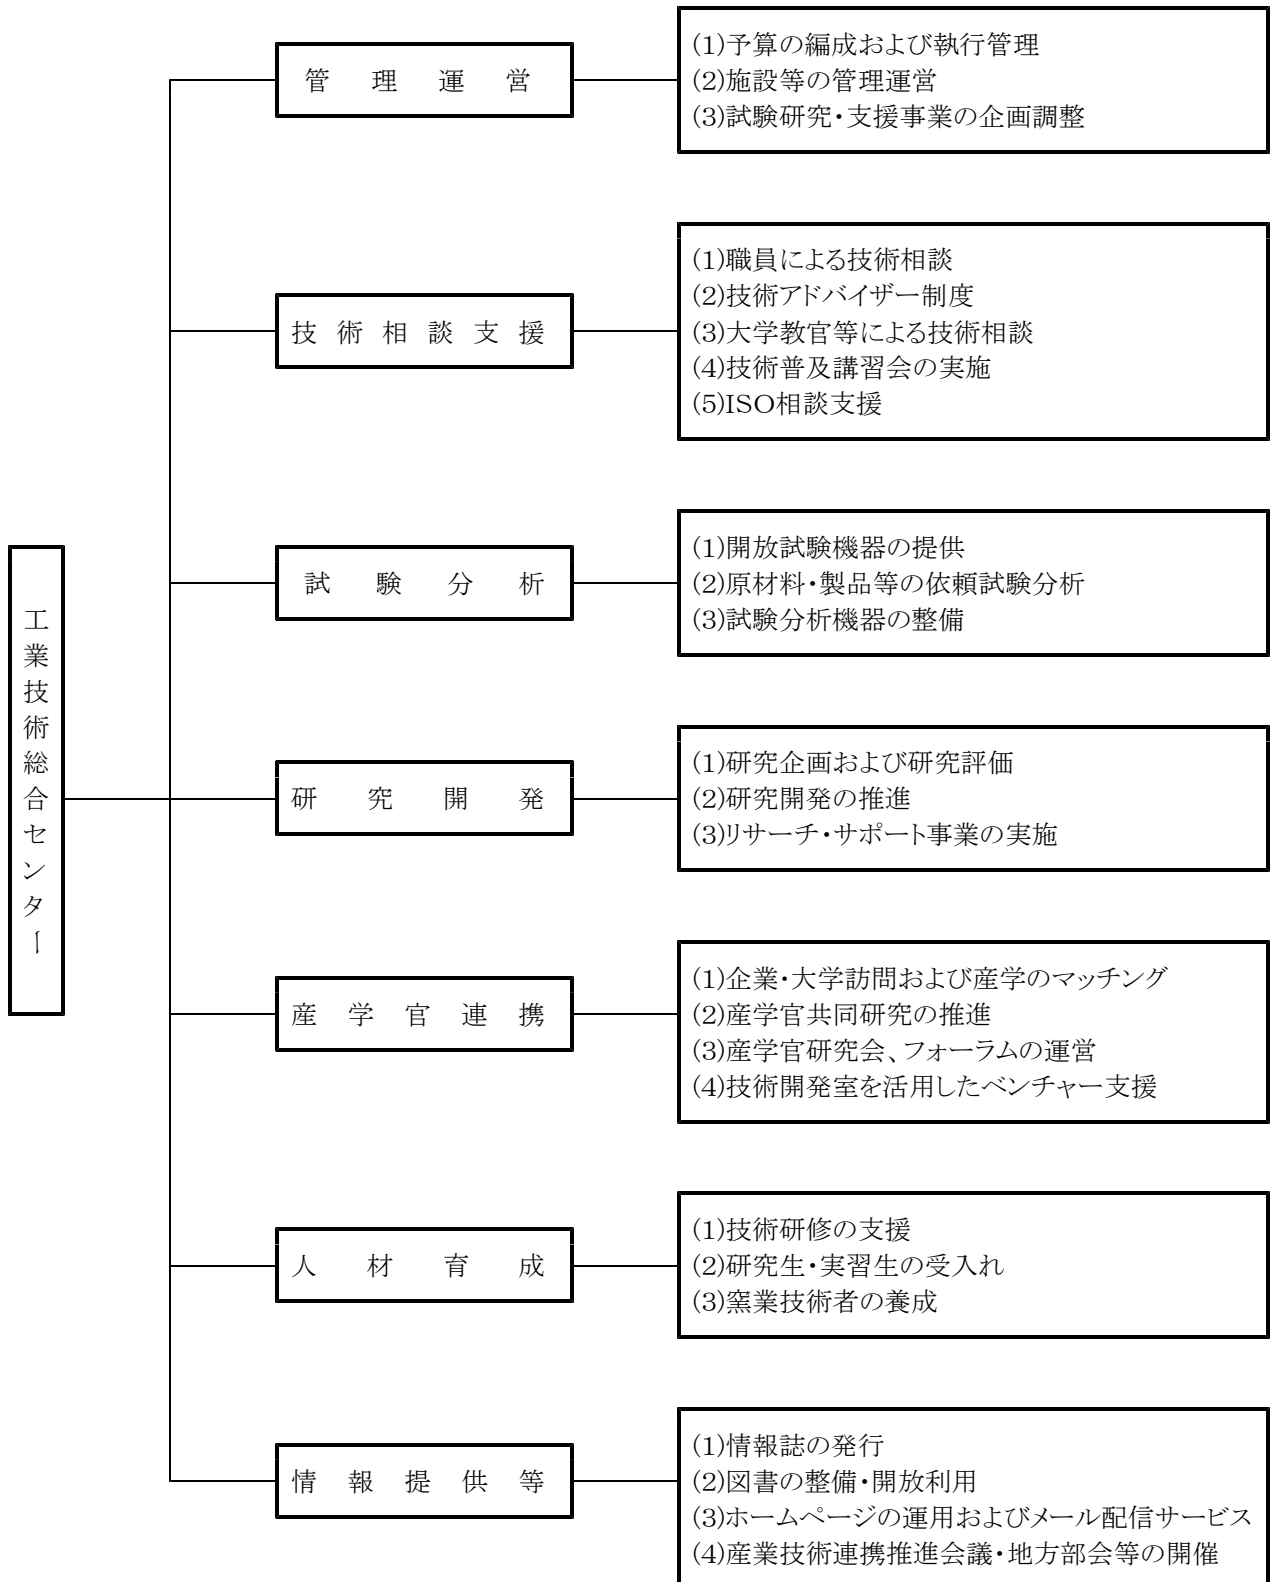 工業技術総合センター
管理運営
(1)予算の編成および執行管理
(2)施設等の管理運営
(3)試験研究・支援事業の企画調整
技術相談支援
(1)職員による技術相談
(2)技術アドバイザー制度
(3)大学教官等による技術相談
(4)技術普及講習会の実施
(5)ISO相談支援
試験分析
(1)開放試験機器の提供
(2)原材料・製品等の依頼試験分析
(3)試験分析機器の整備
研究開発
(1)研究企画および研究評価
(2)研究開発の推進
(3)リサーチ・サポート事業の実施
産学官連携
(1)企業・大学訪問および産学のマッチング
(2)産学官共同研究の推進
(3)産学官研究会、フォーラムの運営
(4)技術開発室を活用したベンチャー支援
人材育成
(1)技術研修の支援
(2)研究生・実習生の受入れ
(3)窯業技術者の養成
情報提供等
(1)情報誌の発行
(2)図書の整備・開放利用
(3)ホームページの運用およびメール配信サービス
(4)産業技術連携推進会議・地方部会等の開催